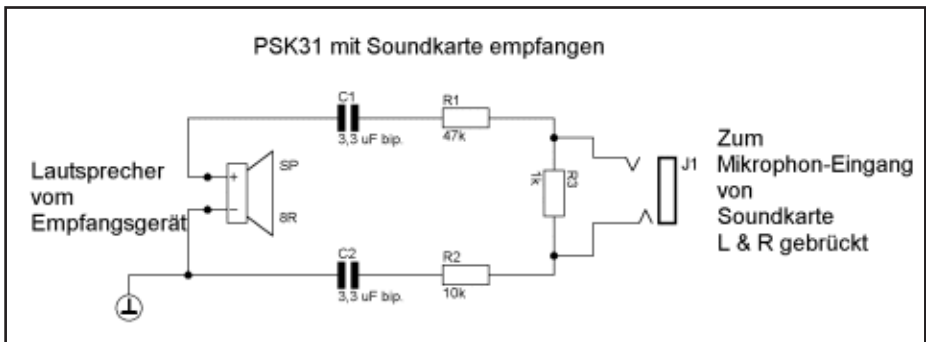 PSK31 mit Soundkarte empfangen
C1
3,3 uF bip.
R1
47k
Lautsprecher
vom
Empfangsgerät
+
-
SP
8R
R3
1k
J1
Zum
Mikrophon-Eingang
von
Soundkarte
L & R gebrückt
C2
3,3 uF bip.
R2
10k